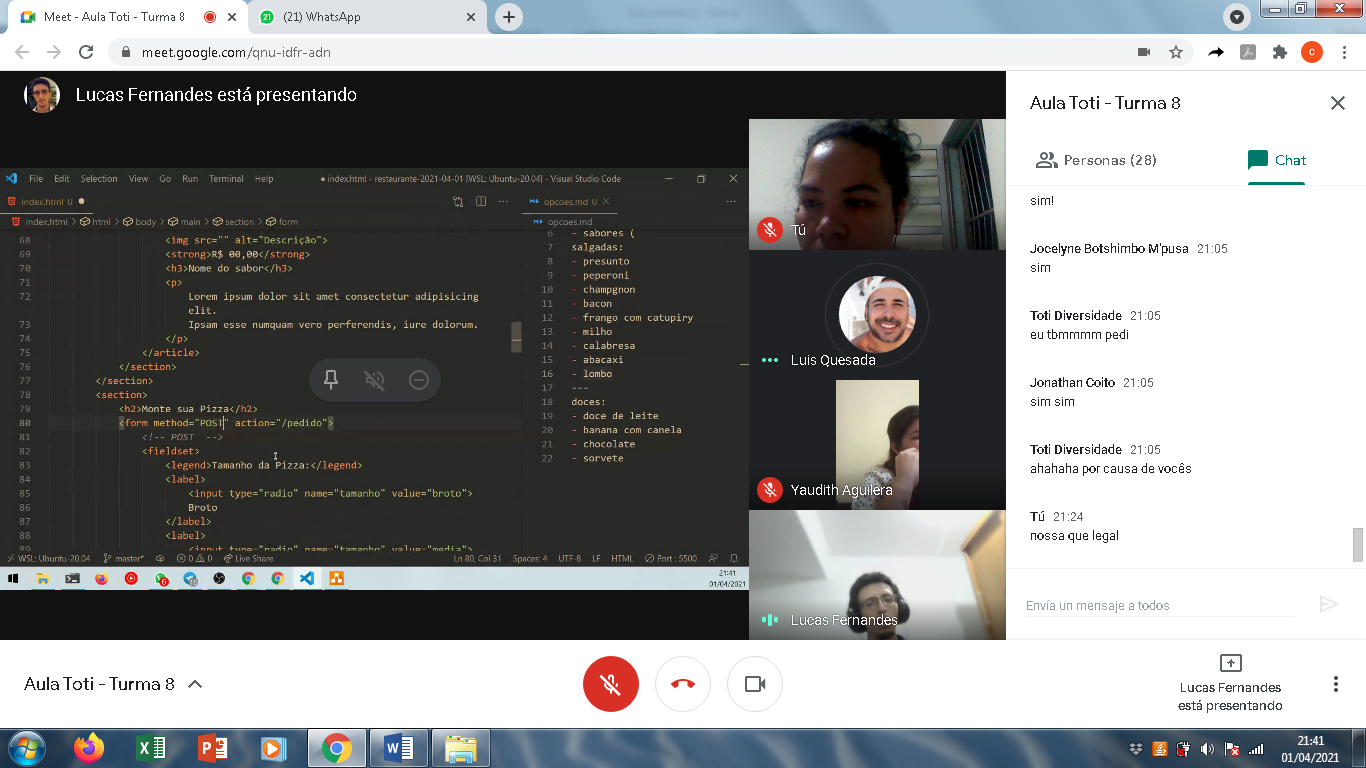 Meet - Aula Toti - Turma 8
(21) WhatsApp
meet.google.com/qnu-idfr-adn
Lucas Fernandes está presentando
File Edit Selection View Go Run Terminal Help
● index.html - restaurante-2021-04-01 [WSL: Ubuntu-20.04] - Visual Studio Code
index.html U ●
index.html > html > body > main > section > form
68 <img src="" alt="Descrição">
69 <strong>R$ 00,00</strong>
70 <h3>Nome do sabor</h3>
71 <p>
72 Lorem ipsum dolor sit amet consectetur adipisicing
elit.
73 Ipsam esse numquam vero perferendis, iure dolorum.
74 </p>
75 </article>
76 </section>
77 </section>
78 <section>
79 <h2>Monte sua Pizza</h2>
80 <form method="POST" action="/pedido">
81 <!-- POST -->
82 <fieldset>
83 <legend>Tamanho da Pizza:</legend>
84 <label>
85 <input type="radio" name="tamanho" value="broto">
86 Broto
87 </label>
88 <label>
89 <input type="radio" name="tamanho" value="media">
opcoes.md U
opcoes.md
6 - sabores (
7 salgadas:
8 - presunto
9 - peperoni
10 - champgnon
11 - bacon
12 - frango com catupiry
13 - milho
14 - calabresa
15 - abacaxi
16 - lombo
17 ---
18 doces:
19 - doce de leite
20 - banana com canela
21 - chocolate
22 - sorvete
WSL: Ubuntu-20.04 master* 0 0 Live Share
Ln 80, Col 31 Spaces: 4 UTF-8 LF HTML Port : 5500
21:41
01/04/2021
Tú
Luis Quesada
Yaudith Aguilera
Lucas Fernandes
Aula Toti - Turma 8
Personas (28)
Chat
sim!
Jocelyne Botshimbo M'pusa 21:05
sim
Toti Diversidade 21:05
eu tbmmmm pedi
Jonathan Coito 21:05
sim sim
Toti Diversidade 21:05
ahahaha por causa de vocês
Tú 21:24
nossa que legal
Envía un mensaje a todos
Aula Toti - Turma 8
Lucas Fernandes
está presentando
21:41
01/04/2021